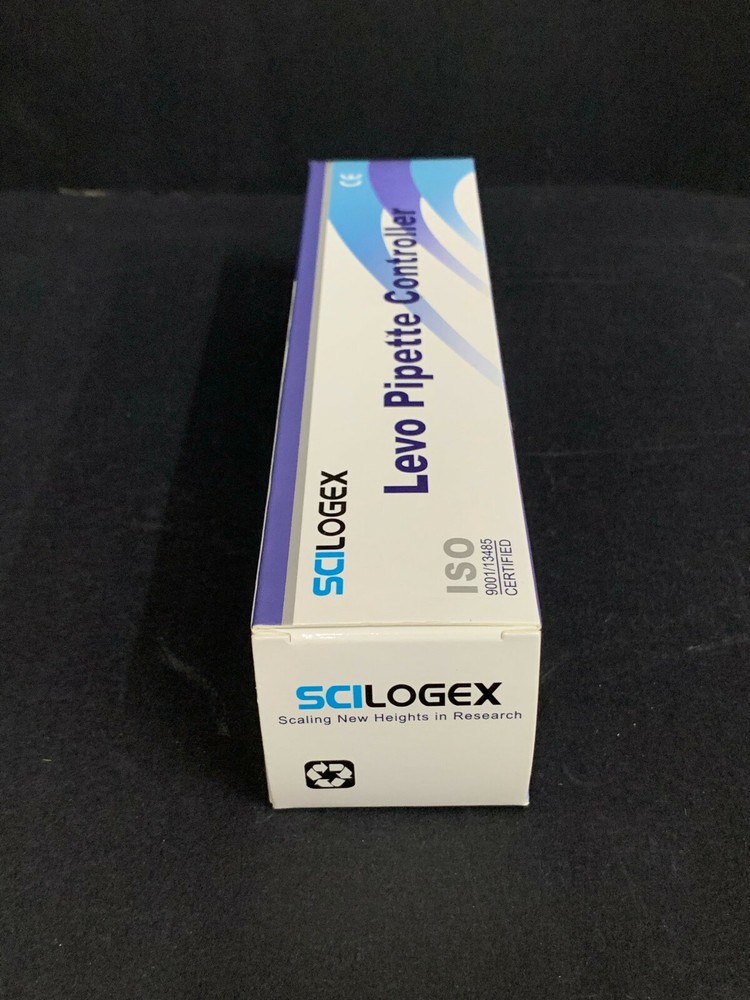 CE
Levo Pipette Controller
SCILOGEX
ISO
9001/13485
CERTIFIED
SCILOGEX
Scaling New Heights in Research